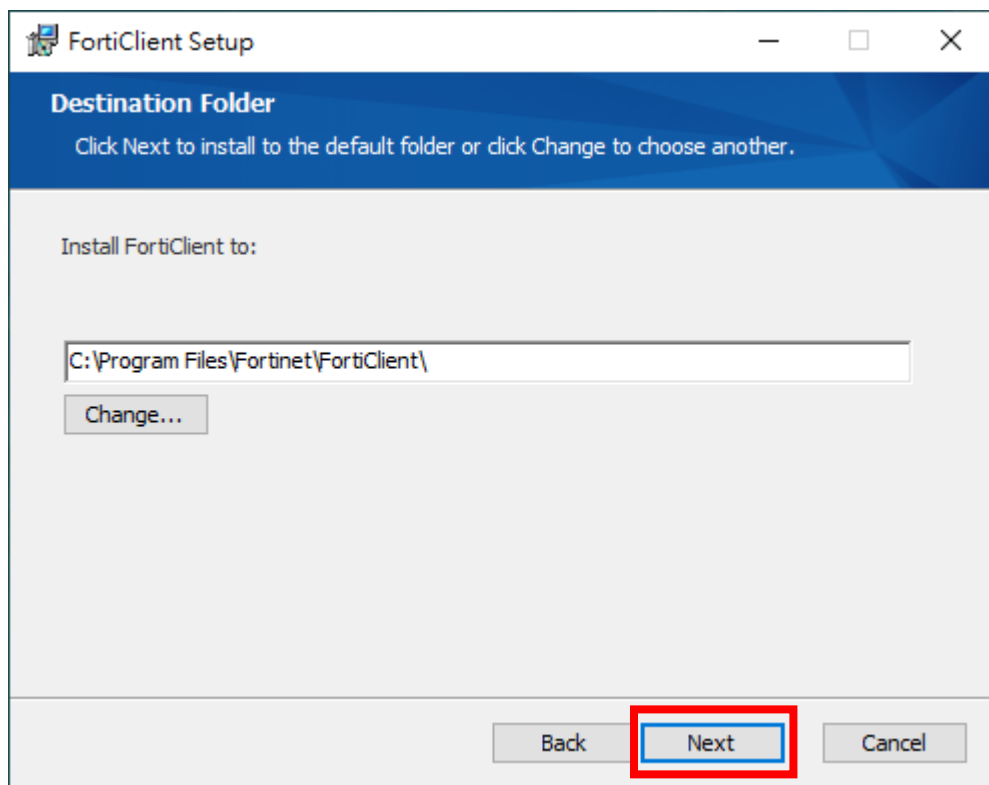 FortiClient Setup
Destination Folder
Click Next to install to the default folder or click Change to choose another.
Install FortiClient to:
C:\Program Files\Fortinet\FortiClient\
Change...
Back Next Cancel